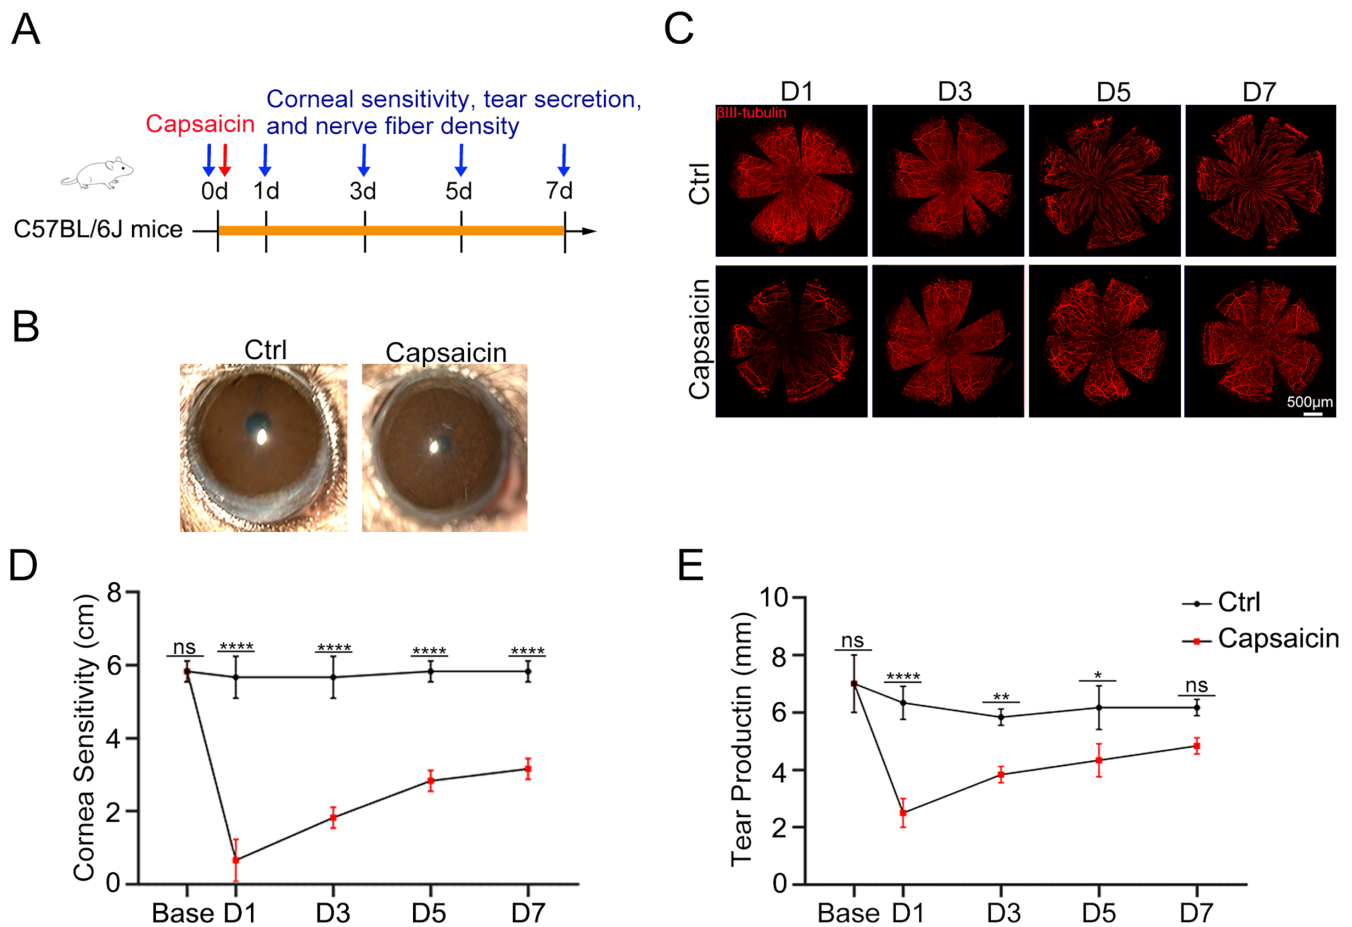 A
Capsaicin
Corneal sensitivity, tear secretion,
and nerve fiber density
0d 1d 3d 5d 7d
C57BL/6J mice
B
Ctrl Capsaicin
C
D1 D3 D5 D7
βIII-tubulin
Ctrl
Capsaicin
500μm
D
Cornea Sensitivity (cm)
8
6
4
2
0
ns **** **** **** ****
Base D1 D3 D5 D7
E
Tear Productin (mm)
10
8
6
4
2
0
ns **** ** * ns
Ctrl
Capsaicin
Base D1 D3 D5 D7